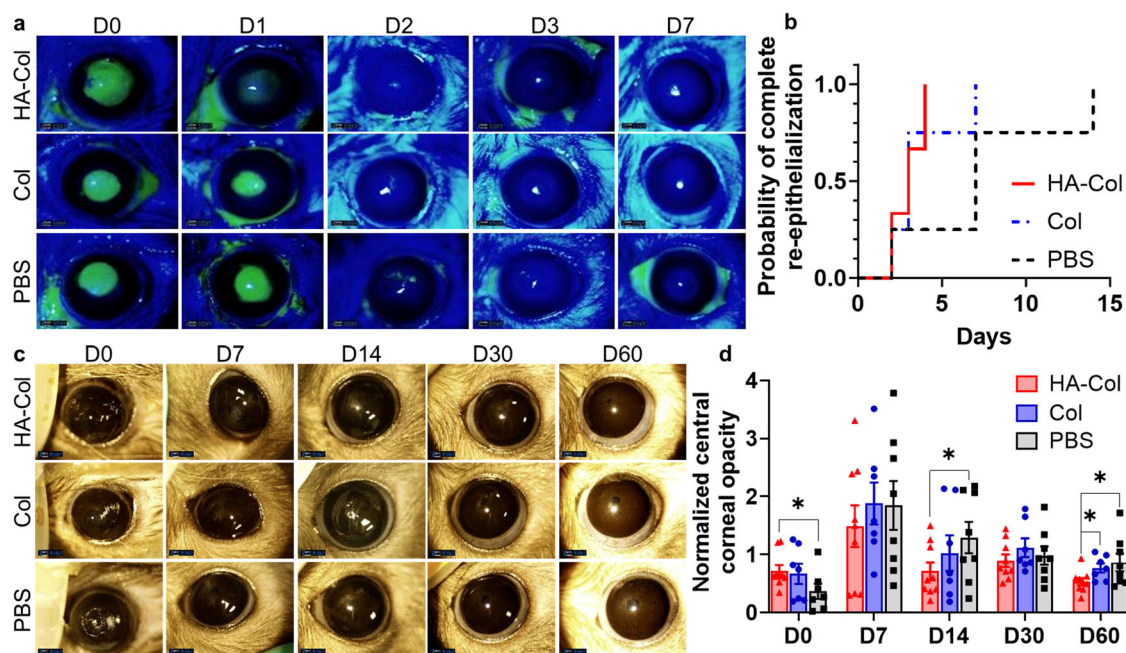 a
D0 D1 D2 D3 D7
HA-Col
Col
PBS
b
Probability of complete
re-epithelialization
1.0
0.5
0.0
0 5 10 15
Days
HA-Col
Col
PBS
c
D0 D7 D14 D30 D60
HA-Col
Col
PBS
d
Normalized central
corneal opacity
4
3
2
1
0
HA-Col
Col
PBS
*
*
*
*
D0 D7 D14 D30 D60